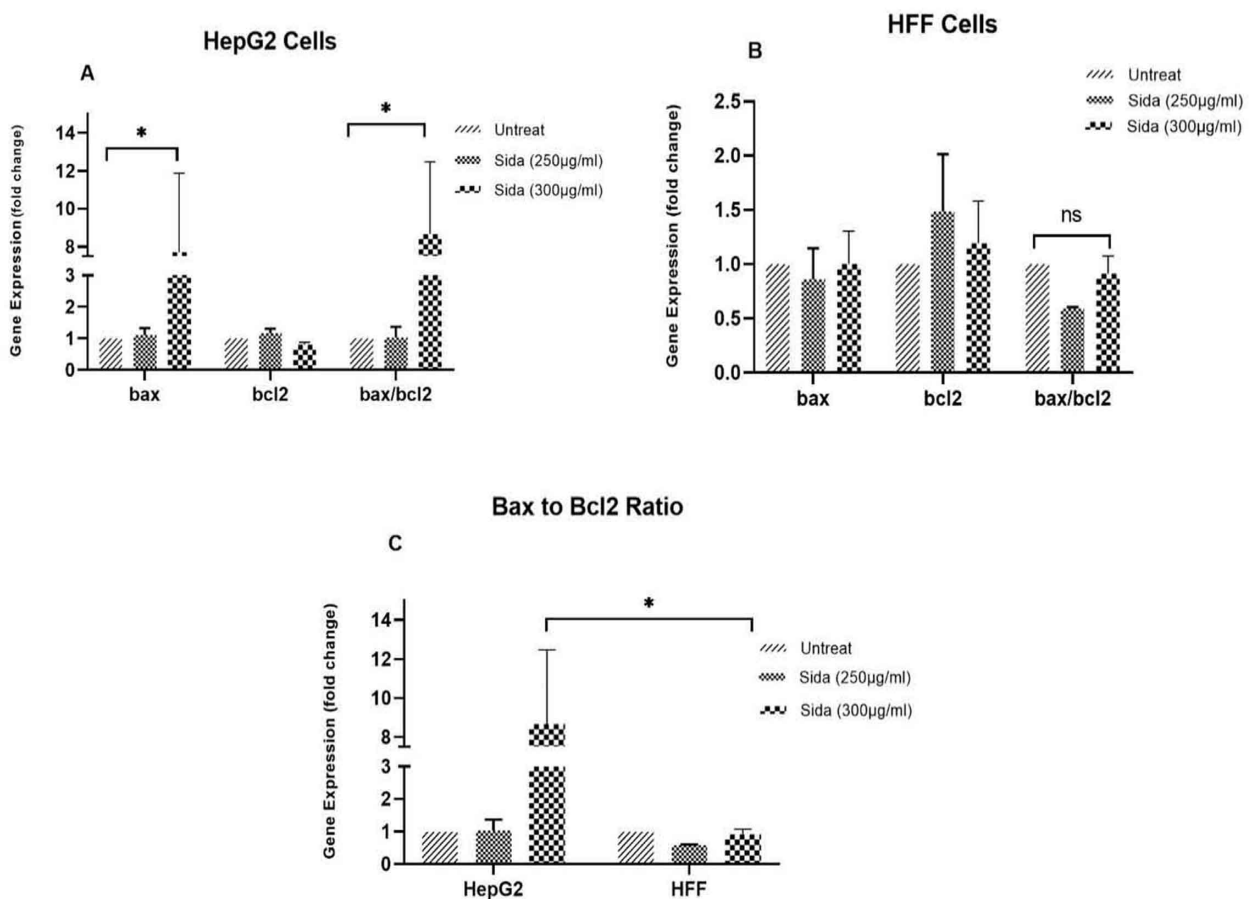 HepG2 Cells
A
Gene Expression (fold change)
14
12
10
8
3
2
1
0
*
*
bax
bcl2
bax/bcl2
Untreat
Sida (250µg/ml)
Sida (300µg/ml)
HFF Cells
B
Gene Expression (fold change)
2.5
2.0
1.5
1.0
0.5
0.0
ns
bax
bcl2
bax/bcl2
Untreat
Sida (250µg/ml)
Sida (300µg/ml)
Bax to Bcl2 Ratio
C
Gene Expression (fold change)
14
12
10
8
3
2
1
0
*
HepG2
HFF
Untreat
Sida (250µg/ml)
Sida (300µg/ml)